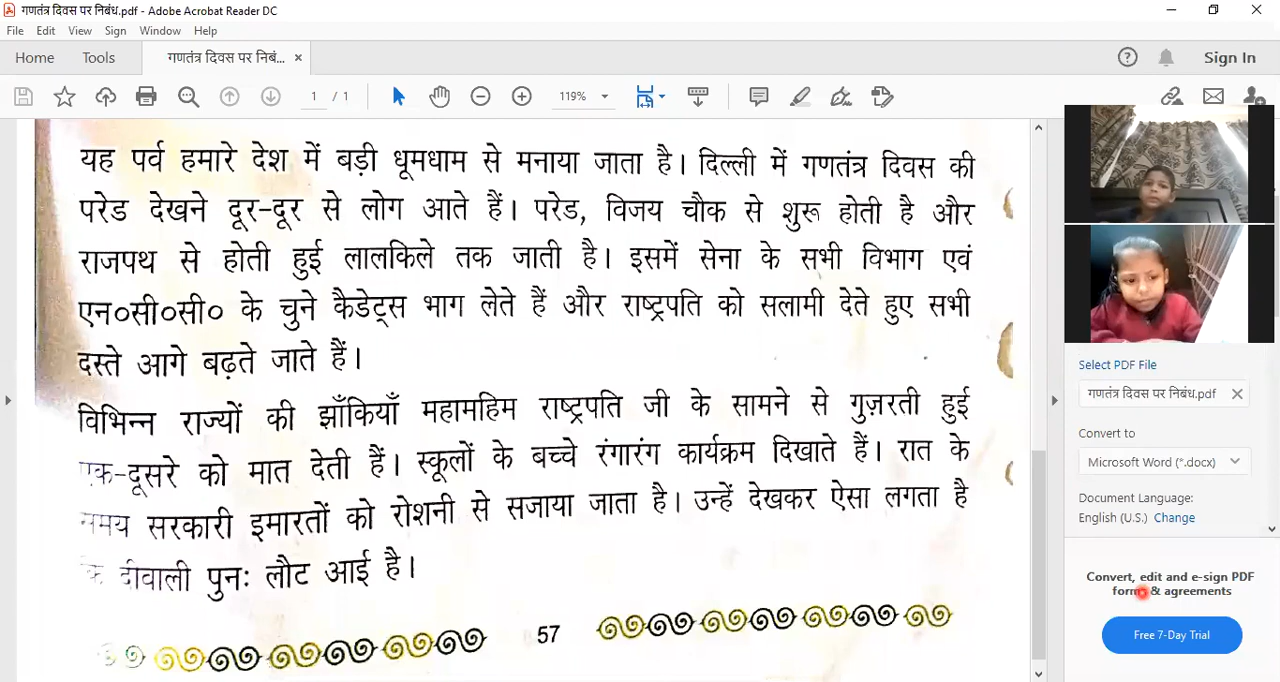 गणतंत्र दिवस पर निबंध.pdf - Adobe Acrobat Reader DC
File Edit View Sign Window Help
Home Tools गणतंत्र दिवस पर निबं... × Sign In
1 / 1 119%
यह पर्व हमारे देश में बड़ी धूमधाम से मनाया जाता है। दिल्ली में गणतंत्र दिवस की
परेड देखने दूर-दूर से लोग आते हैं। परेड, विजय चौक से शुरू होती है और
राजपथ से होती हुई लालकिले तक जाती है। इसमें सेना के सभी विभाग एवं
एन०सी०सी० के चुने कैडेट्स भाग लेते हैं और राष्ट्रपति को सलामी देते हुए सभी
दस्ते आगे बढ़ते जाते हैं।
विभिन्न राज्यों की झाँकियाँ महामहिम राष्ट्रपति जी के सामने से गुज़रती हुई
एक-दूसरे को मात देती हैं। स्कूलों के बच्चे रंगारंग कार्यक्रम दिखाते हैं। रात के
समय सरकारी इमारतों को रोशनी से सजाया जाता है। उन्हें देखकर ऐसा लगता है
दीवाली पुनः लौट आई है।
57
Select PDF File
गणतंत्र दिवस पर निबंध.pdf
Convert to
Microsoft Word (*.docx)
Document Language:
English (U.S.) Change
Convert, edit and e-sign PDF
forms & agreements
Free 7-Day Trial